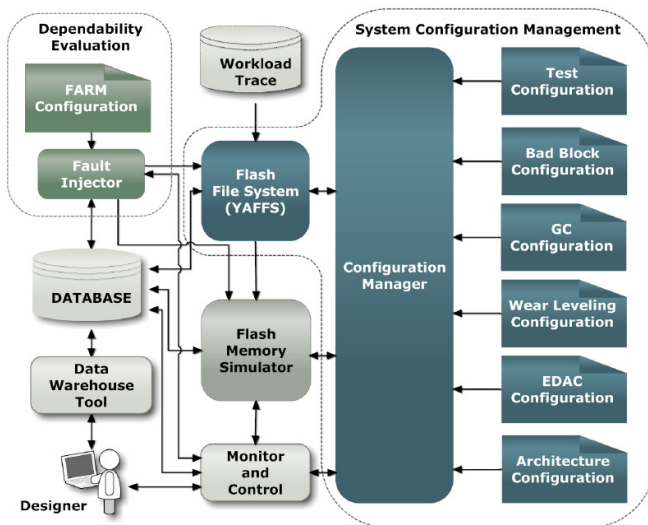 Dependability
Evaluation
FARM
Configuration
Fault
Injector
DATABASE
Data
Warehouse
Tool
Designer
Workload
Trace
Flash
File System
(YAFFS)
Flash
Memory
Simulator
Monitor
and
Control
System Configuration Management
Configuration
Manager
Test
Configuration
Bad Block
Configuration
GC
Configuration
Wear Leveling
Configuration
EDAC
Configuration
Architecture
Configuration